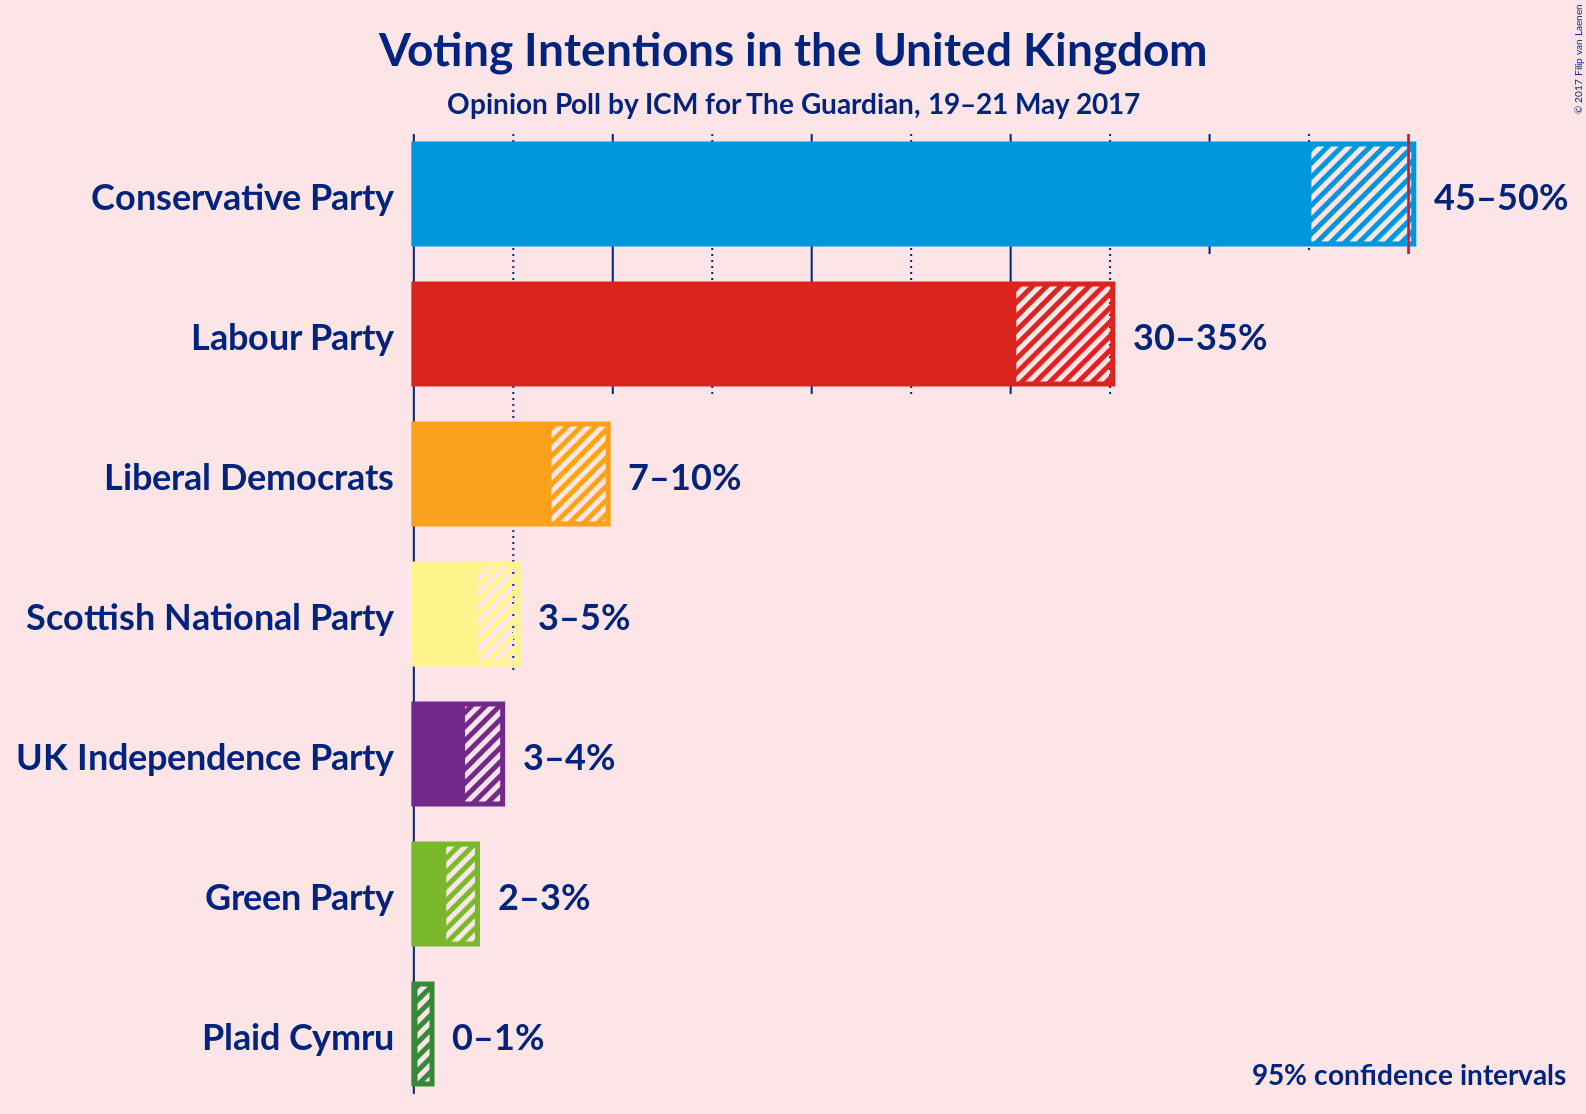 Voting Intentions in the United Kingdom
Opinion Poll by ICM for The Guardian, 19–21 May 2017
© 2017 Filip van Laenen
Conservative Party 45–50%
Labour Party 30–35%
Liberal Democrats 7–10%
Scottish National Party 3–5%
UK Independence Party 3–4%
Green Party 2–3%
Plaid Cymru 0–1%
95% confidence intervals